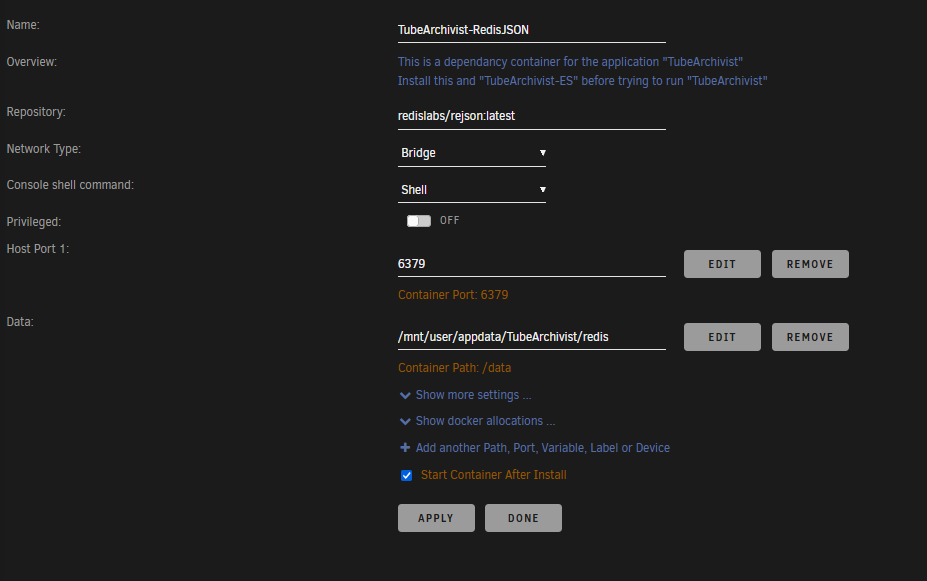 Name:
TubeArchivist-RedisJSON
Overview:
This is a dependancy container for the application "TubeArchivist"
Install this and "TubeArchivist-ES" before trying to run "TubeArchivist"
Repository:
redislabs/rejson:latest
Network Type:
Bridge
Console shell command:
Shell
Privileged:
OFF
Host Port 1:
6379
EDIT
REMOVE
Container Port: 6379
Data:
/mnt/user/appdata/TubeArchivist/redis
EDIT
REMOVE
Container Path: /data
Show more settings ...
Show docker allocations ...
Add another Path, Port, Variable, Label or Device
Start Container After Install
APPLY
DONE